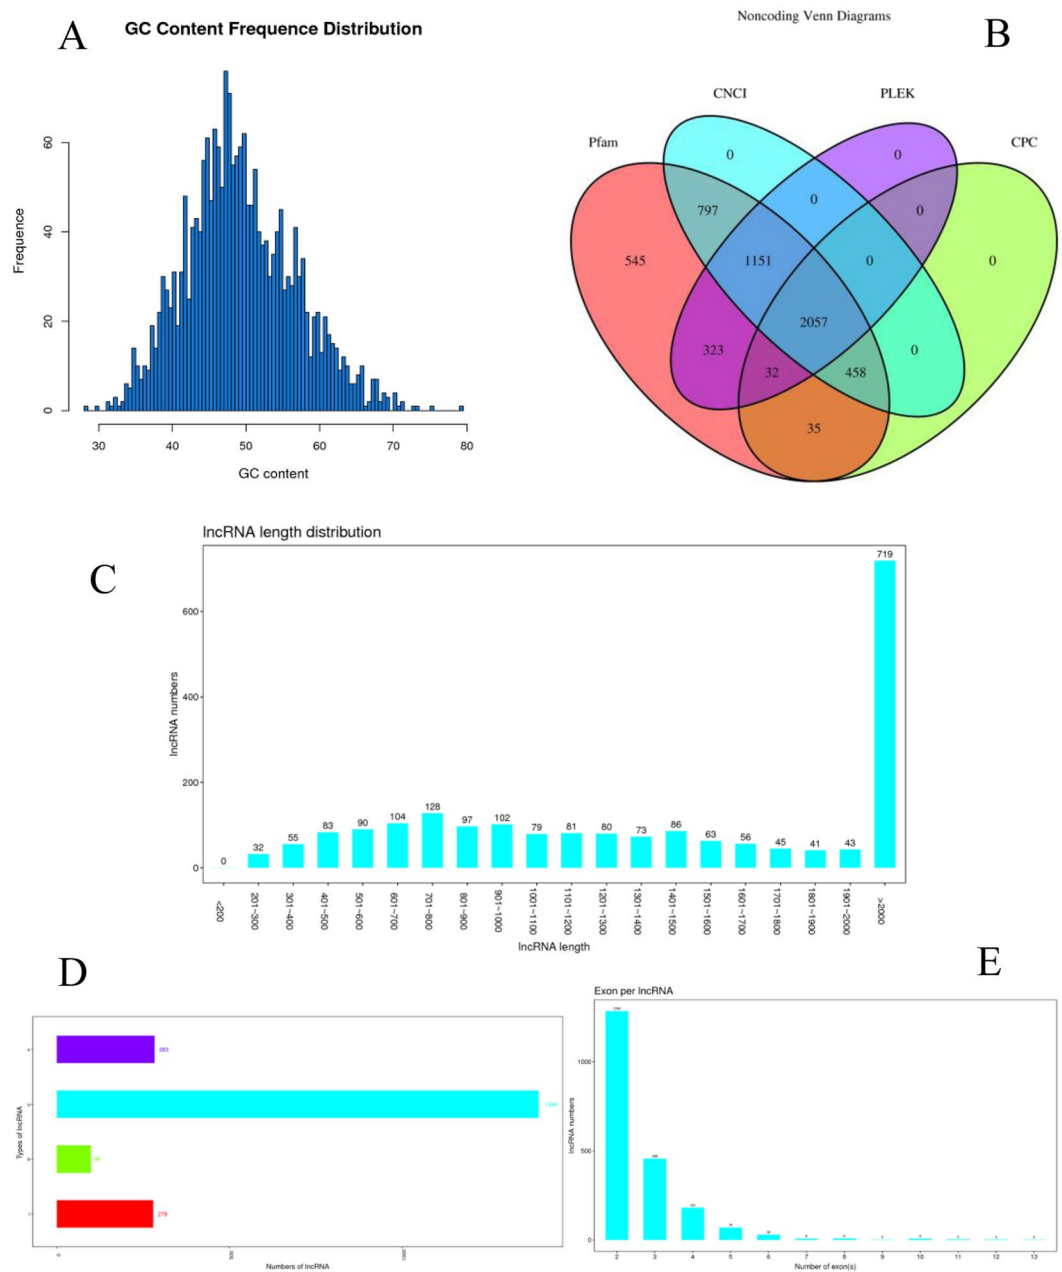 A
GC Content Frequence Distribution
Frequence
60
40
20
0
30 40 50 60 70 80
GC content
Noncoding Venn Diagrams
B
CNCI
PLEK
Pfam
CPC
0
0
797
0
0
545
1151
0
0
2057
323
32
458
0
35
C
lncRNA length distribution
lncRNA numbers
600
400
200
0
0 32 55 83 90 104 128 97 102 79 81 80 73 86 63 56 45 41 43 719
<200 201~300 301~400 401~500 501~600 601~700 701~800 801~900 901~1000 1001~1100 1101~1200 1201~1300 1301~1400 1401~1500 1501~1600 1601~1700 1701~1800 1801~1900 1901~2000 >2000
lncRNA length
D
Types of lncRNA
283
279
0 500 1000
Numbers of lncRNA
E
Exon per lncRNA
lncRNA numbers
1000
500
0
2 3 4 5 6 7 8 9 10 11 12 13
Number of exon(s)